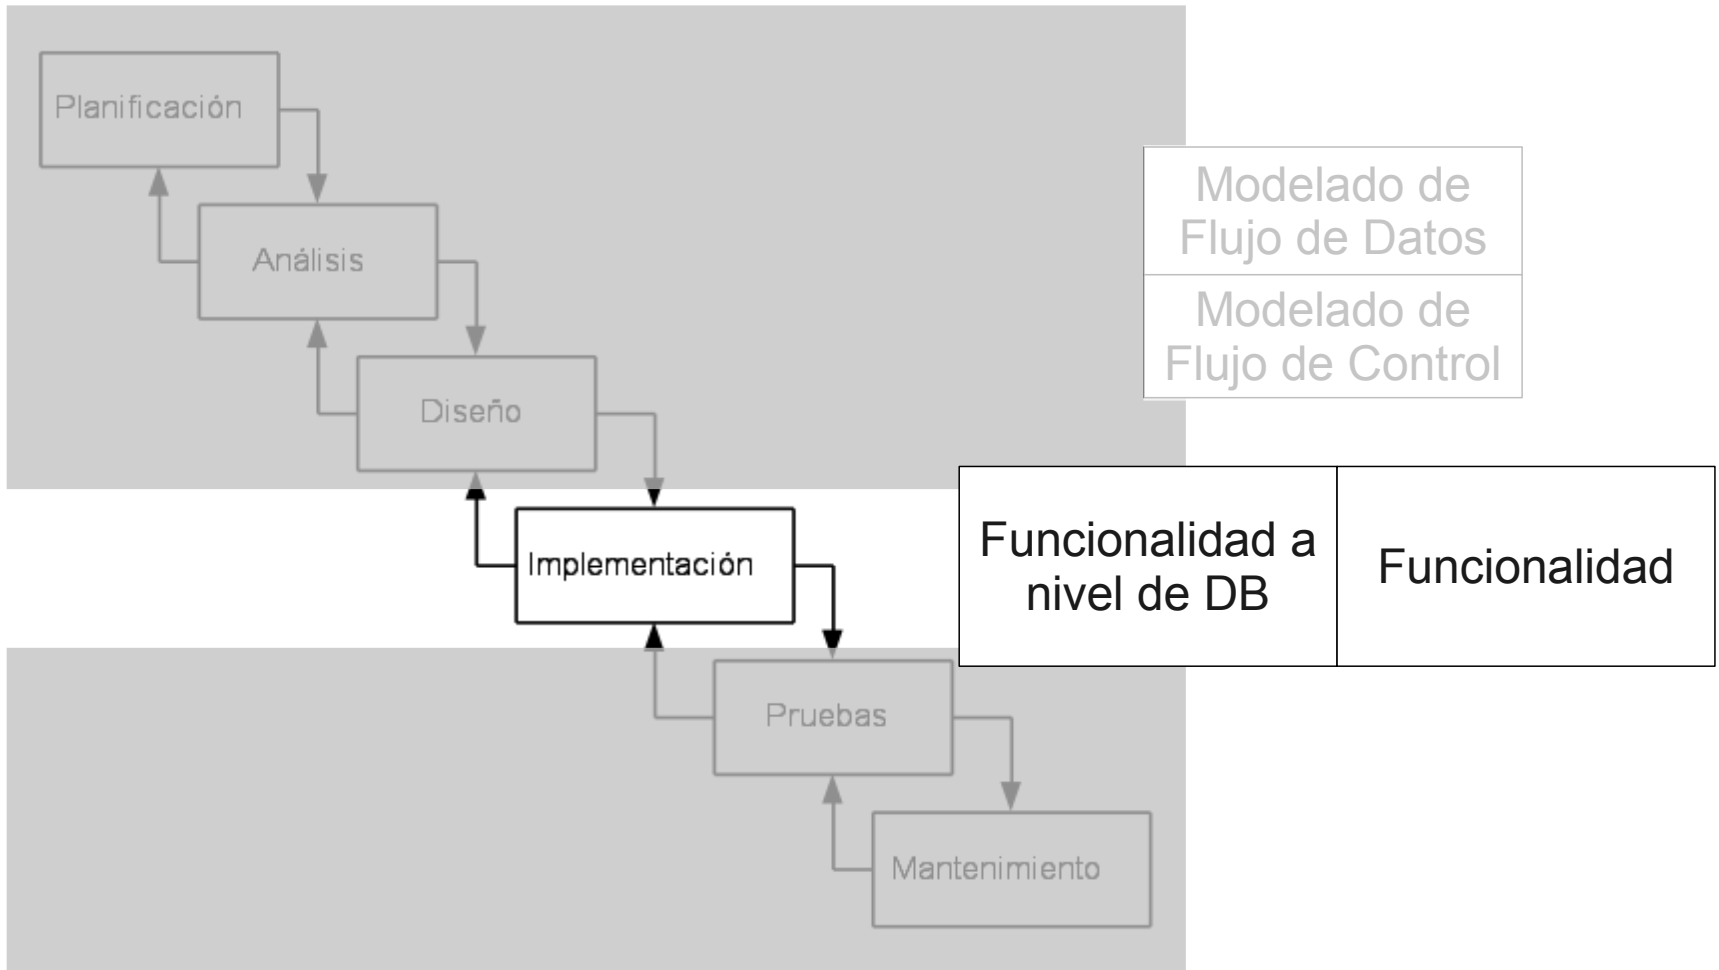 Planificación
Análisis
Diseño
Modelado de
Flujo de Datos
Modelado de
Flujo de Control
Implementación
Funcionalidad a
nivel de DB
Funcionalidad
Pruebas
Mantenimiento